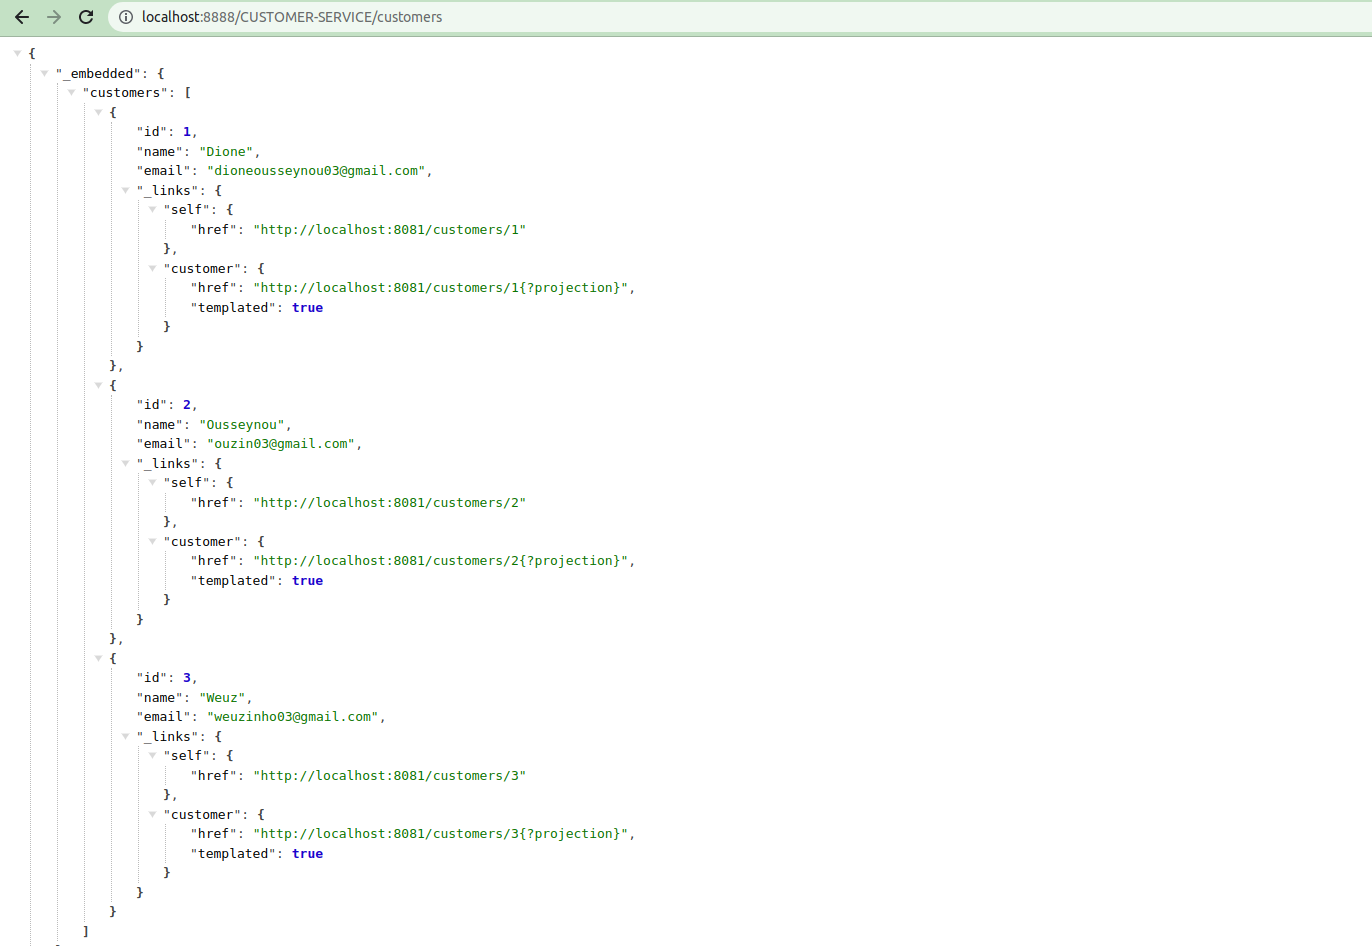 localhost:8888/CUSTOMER-SERVICE/customers
{
"_embedded": {
"customers": [
{
"id": 1,
"name": "Dione",
"email": "dioneousseynou03@gmail.com",
"_links": {
"self": {
"href": "http://localhost:8081/customers/1"
},
"customer": {
"href": "http://localhost:8081/customers/1{?projection}",
"templated": true
}
}
},
{
"id": 2,
"name": "Ousseynou",
"email": "ouzin03@gmail.com",
"_links": {
"self": {
"href": "http://localhost:8081/customers/2"
},
"customer": {
"href": "http://localhost:8081/customers/2{?projection}",
"templated": true
}
}
},
{
"id": 3,
"name": "Weuz",
"email": "weuzinho03@gmail.com",
"_links": {
"self": {
"href": "http://localhost:8081/customers/3"
},
"customer": {
"href": "http://localhost:8081/customers/3{?projection}",
"templated": true
}
}
}
]